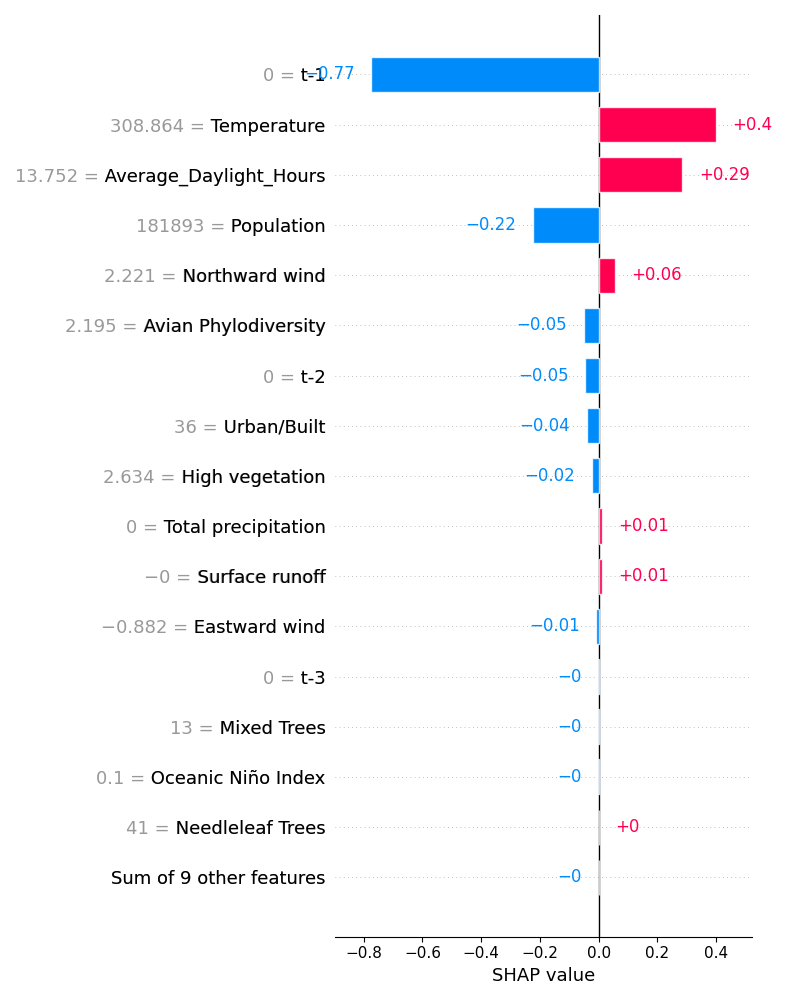 0 = t-1 −0.77
308.864 = Temperature +0.4
13.752 = Average_Daylight_Hours +0.29
181893 = Population −0.22
2.221 = Northward wind +0.06
2.195 = Avian Phylodiversity −0.05
0 = t-2 −0.05
36 = Urban/Built −0.04
2.634 = High vegetation −0.02
0 = Total precipitation +0.01
−0 = Surface runoff +0.01
−0.882 = Eastward wind −0.01
0 = t-3 −0
13 = Mixed Trees −0
0.1 = Oceanic Niño Index −0
41 = Needleleaf Trees +0
Sum of 9 other features −0
−0.8 −0.6 −0.4 −0.2 0.0 0.2 0.4
SHAP value